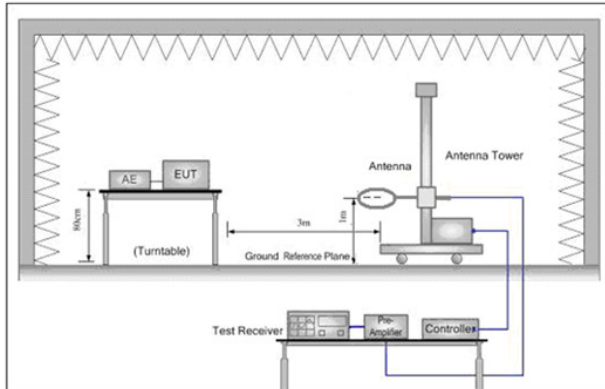 AE
EUT
80cm
(Turntable)
3m
1m
Ground Reference Plane
Antenna
Antenna Tower
Test Receiver
Pre-
Amplifier
Controller